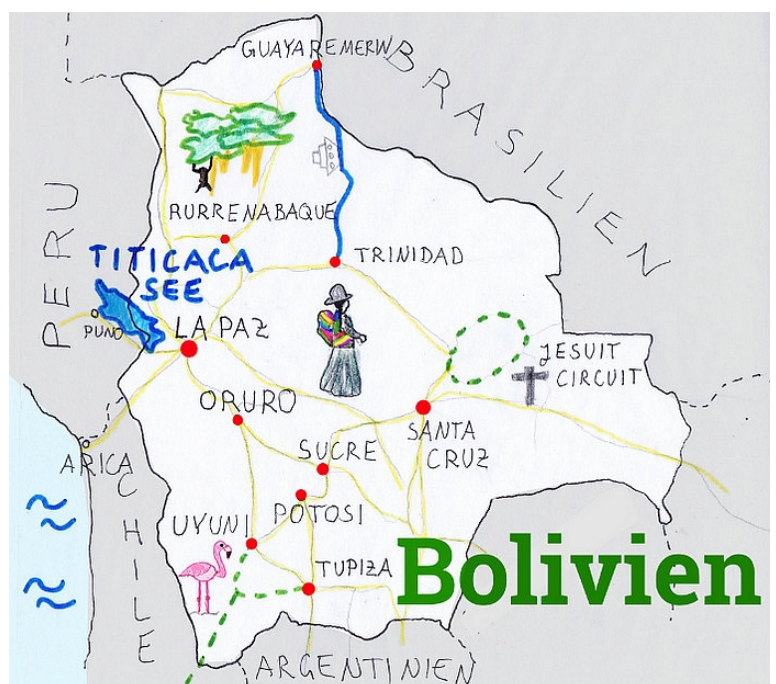 GUAYAREMERIN
BRASILIEN
PERU
RURRENABAQUE
TITICACA
SEE
TRINIDAD
PUNO
LA PAZ
JESUIT
CIRCUIT
ORURO
SANTA
CRUZ
SUCRE
ARICA
CHILE
POTOSI
UYUNI
TUPIZA
Bolivien
ARGENTINIEN